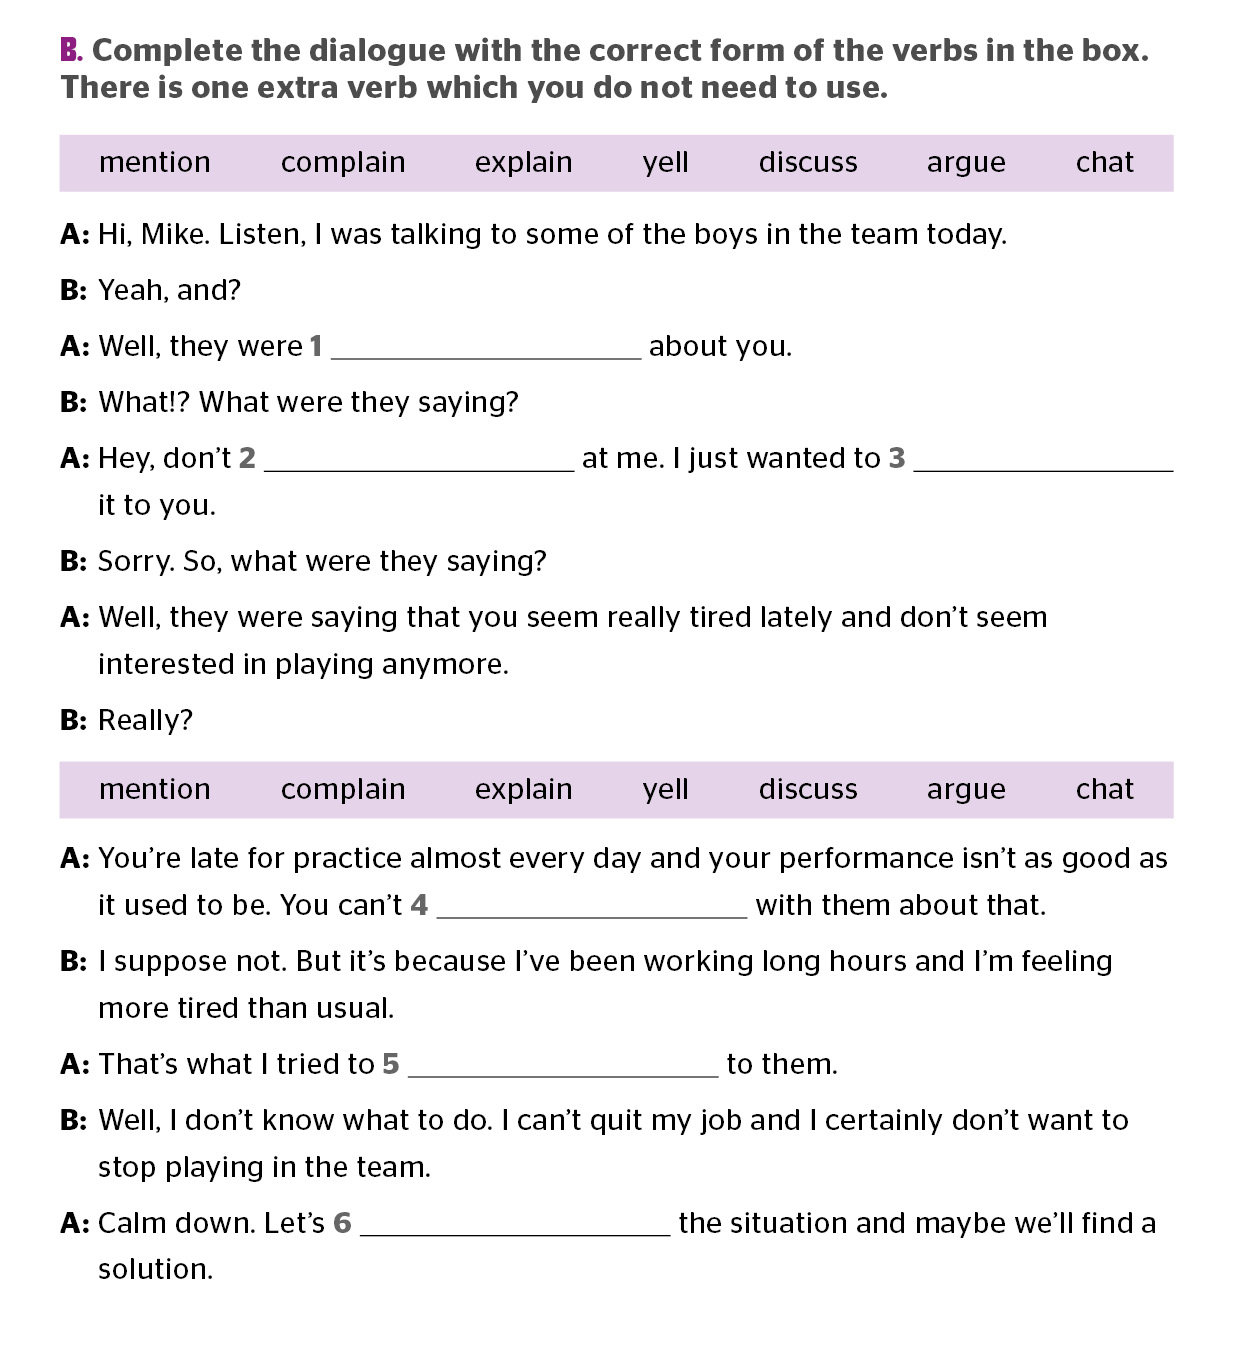 B. Complete the dialogue with the correct form of the verbs in the box.
There is one extra verb which you do not need to use.
mention complain explain yell discuss argue chat
A: Hi, Mike. Listen, I was talking to some of the boys in the team today.
B: Yeah, and?
A: Well, they were 1 ____________________ about you.
B: What!? What were they saying?
A: Hey, don’t 2 ____________________ at me. I just wanted to 3 _________________
it to you.
B: Sorry. So, what were they saying?
A: Well, they were saying that you seem really tired lately and don’t seem
interested in playing anymore.
B: Really?
mention complain explain yell discuss argue chat
A: You’re late for practice almost every day and your performance isn’t as good as
it used to be. You can’t 4 ____________________ with them about that.
B: I suppose not. But it’s because I’ve been working long hours and I’m feeling
more tired than usual.
A: That’s what I tried to 5 ____________________ to them.
B: Well, I don’t know what to do. I can’t quit my job and I certainly don’t want to
stop playing in the team.
A: Calm down. Let’s 6 ____________________ the situation and maybe we’ll find a
solution.